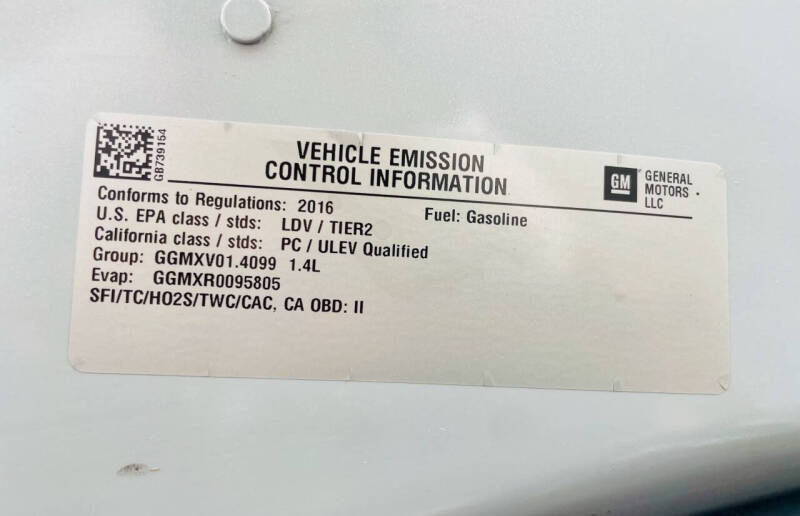 GB739154
VEHICLE EMISSION
CONTROL INFORMATION
GM
GENERAL
MOTORS
LLC
Conforms to Regulations: 2016 Fuel: Gasoline
U.S. EPA class / stds: LDV / TIER2
California class / stds: PC / ULEV Qualified
Group: GGMXV01.4099 1.4L
Evap: GGMXR0095805
SFI/TC/HO2S/TWC/CAC, CA OBD: II